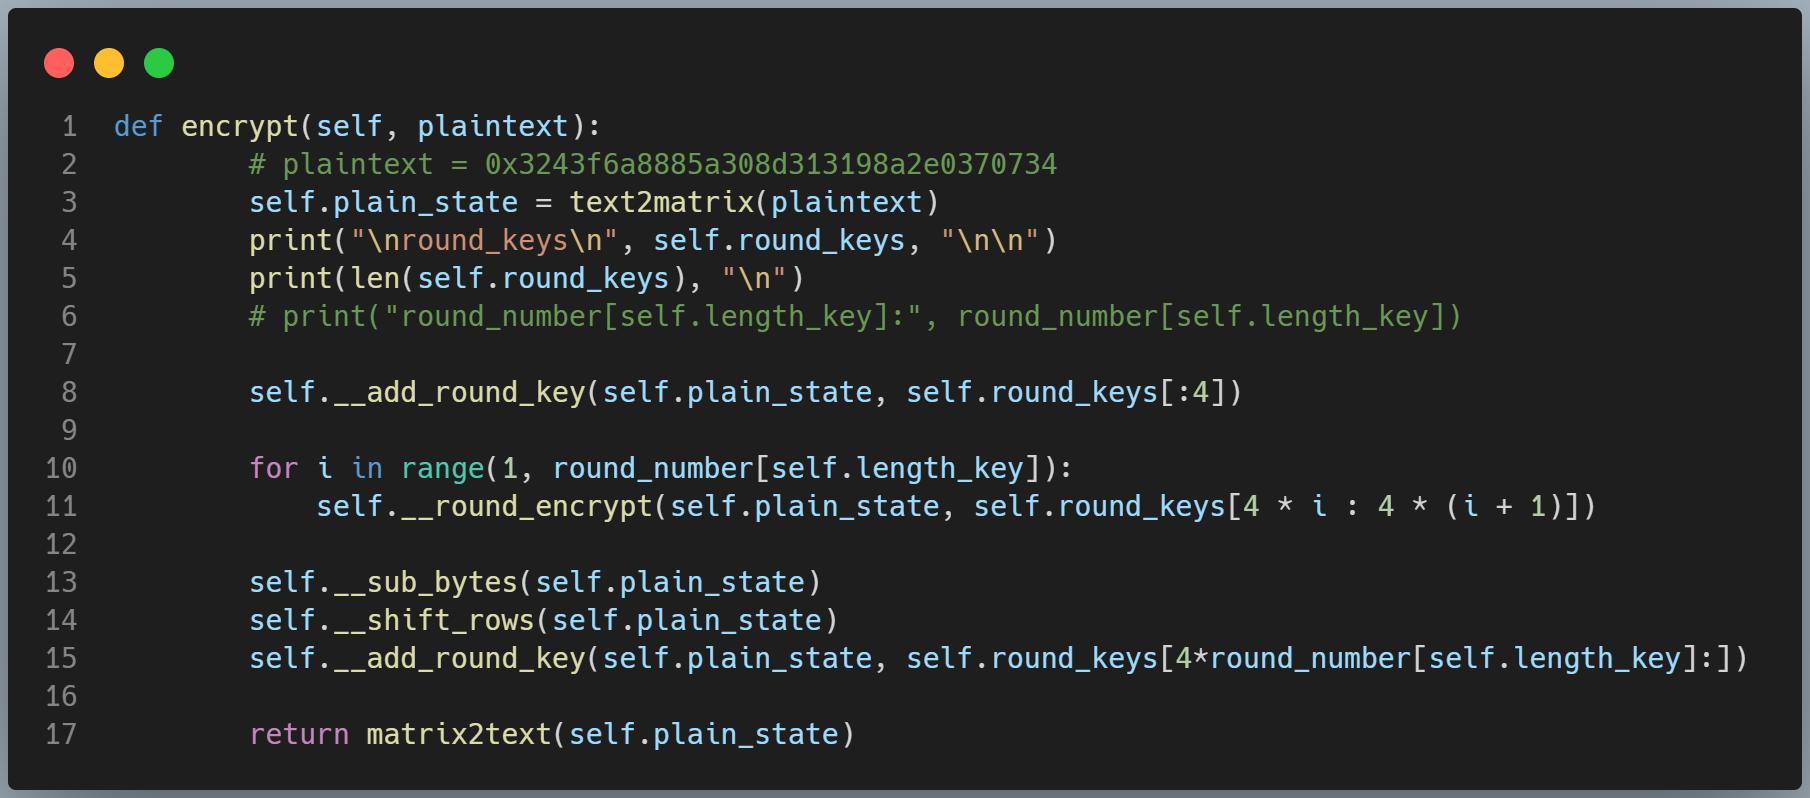 1 def encrypt(self, plaintext):
2         # plaintext = 0x3243f6a8885a308d313198a2e0370734
3         self.plain_state = text2matrix(plaintext)
4         print("\nround_keys\n", self.round_keys, "\n\n")
5         print(len(self.round_keys), "\n")
6         # print("round_number[self.length_key]:", round_number[self.length_key])
7
8         self.__add_round_key(self.plain_state, self.round_keys[:4])
9
10         for i in range(1, round_number[self.length_key]):
11             self.__round_encrypt(self.plain_state, self.round_keys[4 * i : 4 * (i + 1)])
12
13         self.__sub_bytes(self.plain_state)
14         self.__shift_rows(self.plain_state)
15         self.__add_round_key(self.plain_state, self.round_keys[4*round_number[self.length_key]:])
16
17         return matrix2text(self.plain_state)